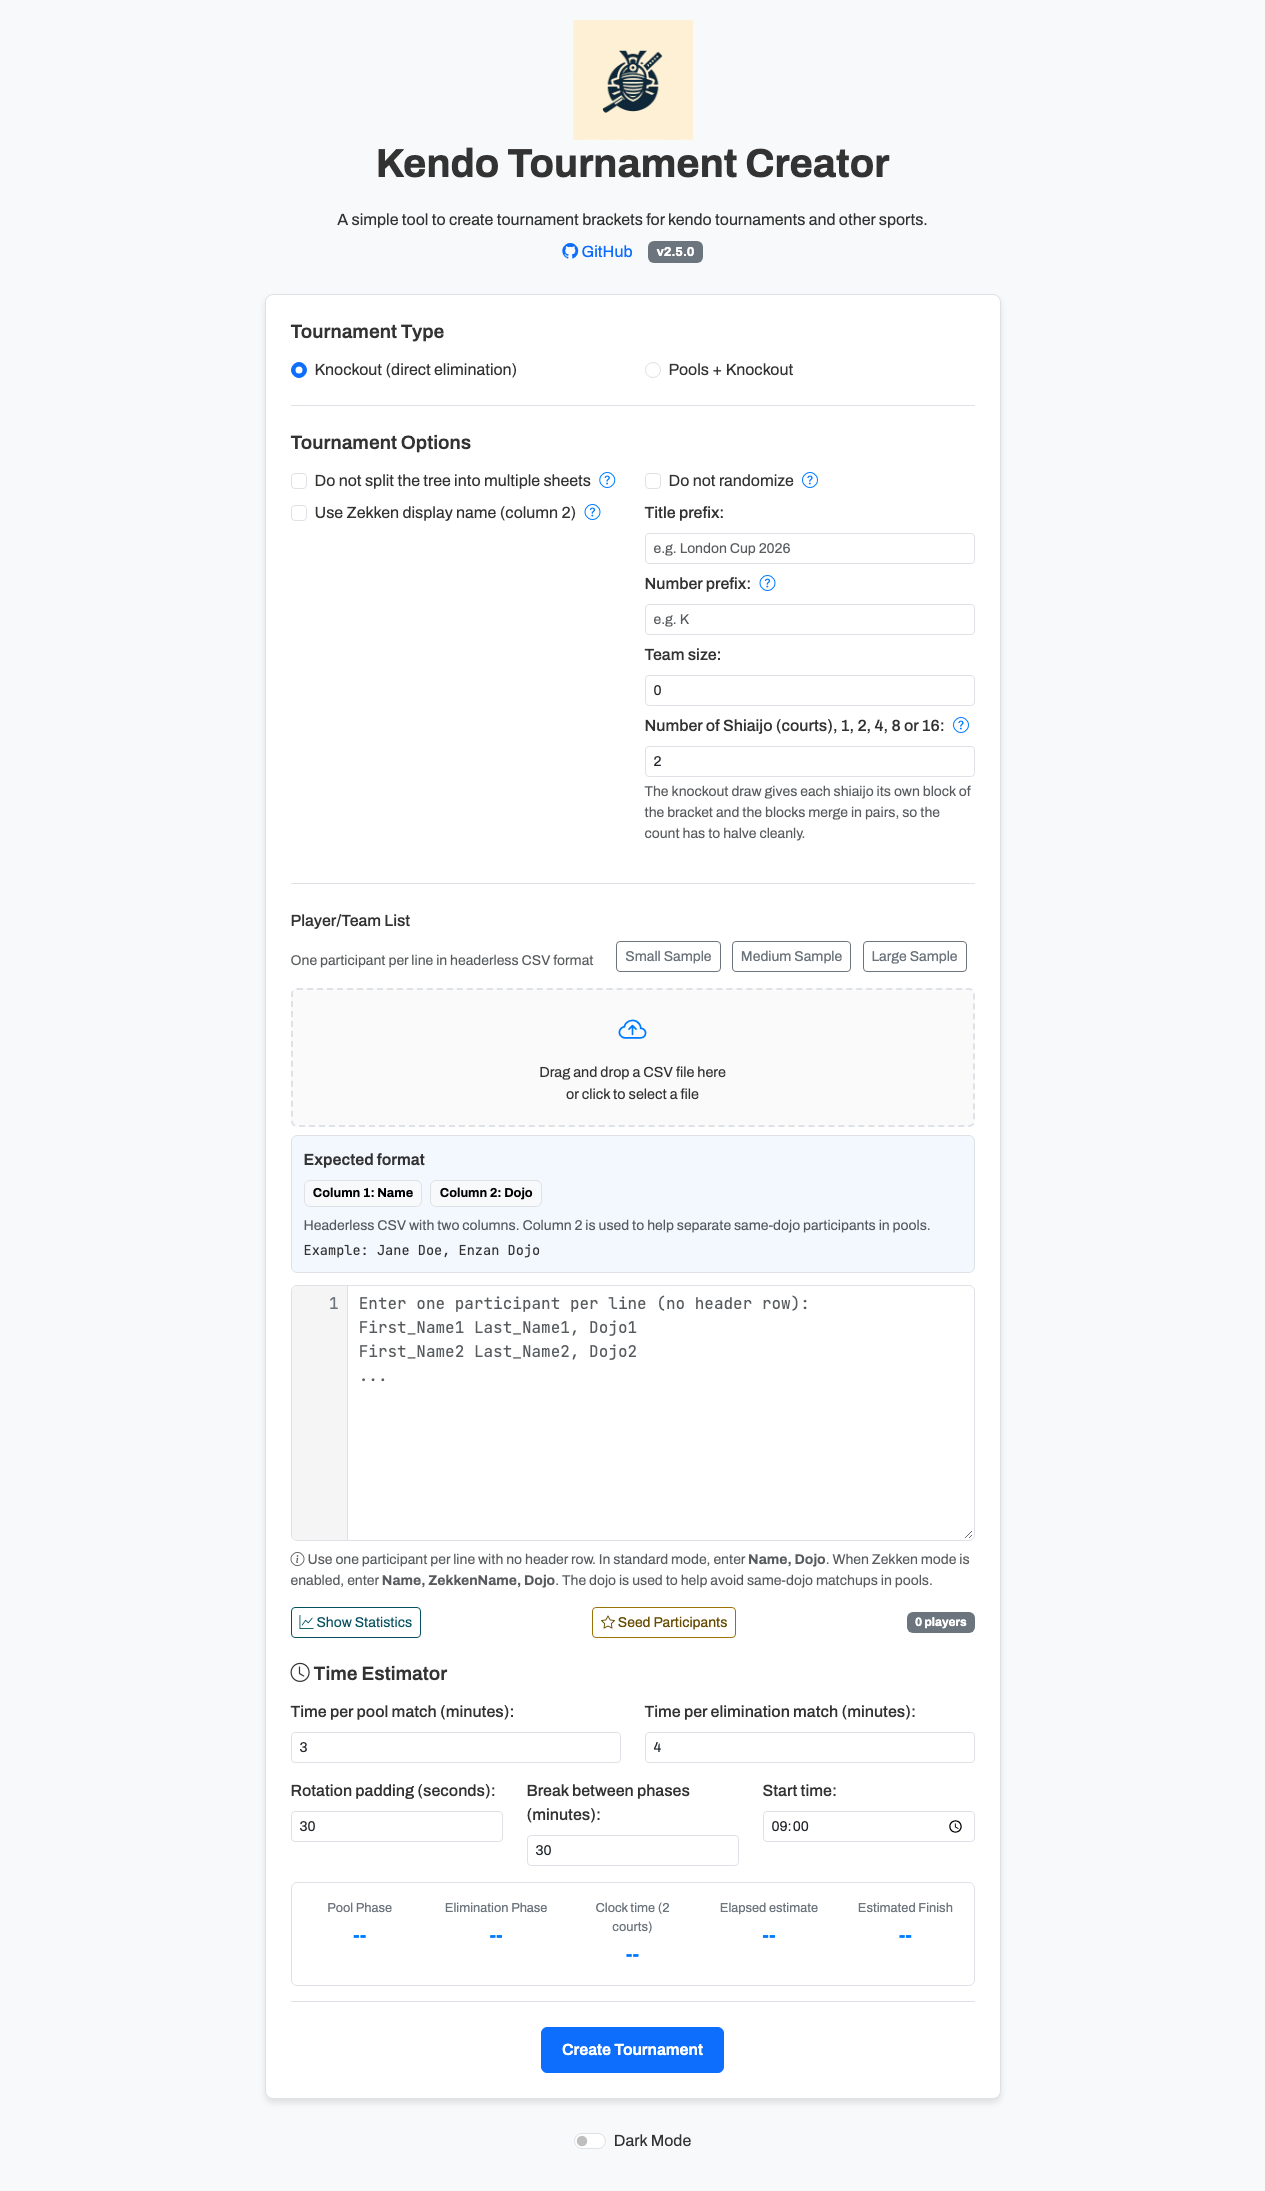 Kendo Tournament Creator
A simple tool to create tournament brackets for kendo tournaments and other sports.
GitHub v2.5.0
Tournament Type
Knockout (direct elimination) Pools + Knockout
Tournament Options
Do not split the tree into multiple sheets ? Do not randomize ?
Use Zekken display name (column 2) ? Title prefix:
e.g. London Cup 2026
Number prefix: ?
e.g. K
Team size:
0
Number of Shiaijo (courts), 1, 2, 4, 8 or 16: ?
2
The knockout draw gives each shiaijo its own block of
the bracket and the blocks merge in pairs, so the
count has to halve cleanly.
Player/Team List
One participant per line in headerless CSV format Small Sample Medium Sample Large Sample
Drag and drop a CSV file here
or click to select a file
Expected format
Column 1: Name Column 2: Dojo
Headerless CSV with two columns. Column 2 is used to help separate same-dojo participants in pools.
Example: Jane Doe, Enzan Dojo
1 Enter one participant per line (no header row):
First_Name1 Last_Name1, Dojo1
First_Name2 Last_Name2, Dojo2
...
Use one participant per line with no header row. In standard mode, enter Name, Dojo. When Zekken mode is
enabled, enter Name, ZekkenName, Dojo. The dojo is used to help avoid same-dojo matchups in pools.
Show Statistics Seed Participants 0 players
Time Estimator
Time per pool match (minutes): Time per elimination match (minutes):
3 4
Rotation padding (seconds): Break between phases (minutes): Start time:
30 30 09:00
Pool Phase Elimination Phase Clock time (2 courts) Elapsed estimate Estimated Finish
-- -- -- -- --
Create Tournament
Dark Mode